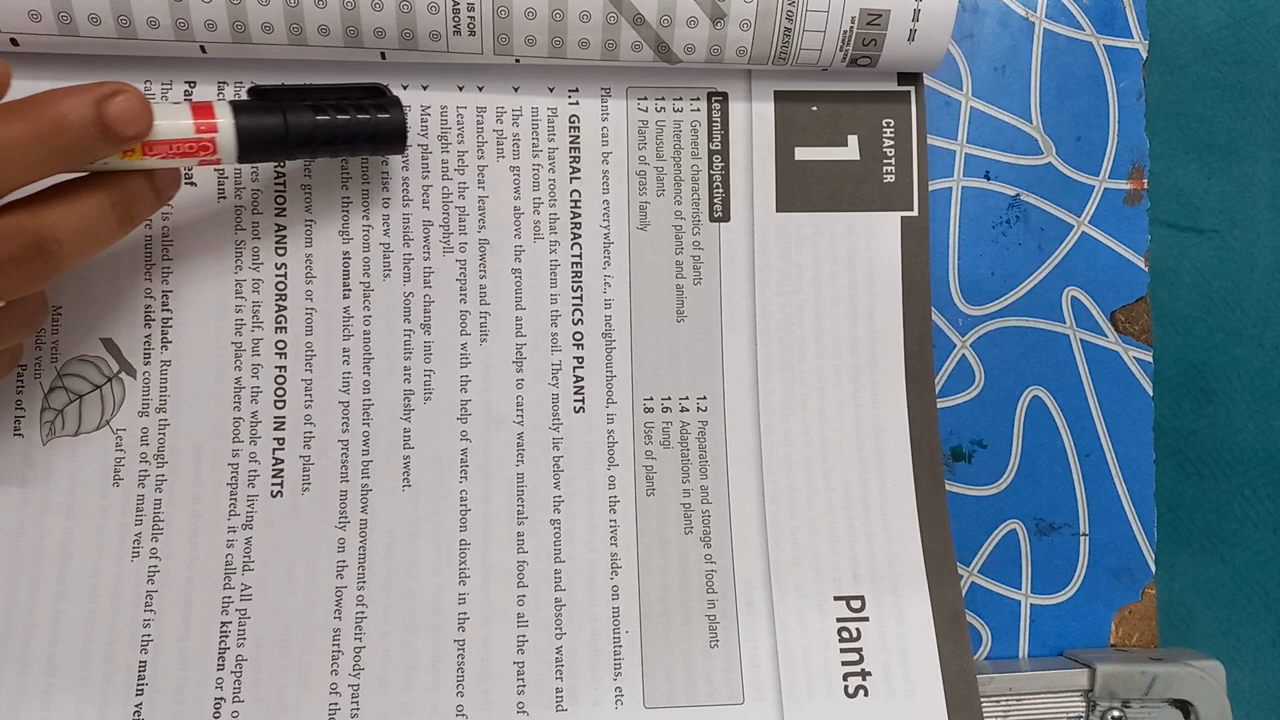 NSO
OF RESULT
IS FOR
ABOVE
CHAPTER
1
Plants
Learning objectives
1.1 General characteristics of plants
1.2 Preparation and storage of food in plants
1.3 Interdependence of plants and animals
1.4 Adaptations in plants
1.5 Unusual plants
1.6 Fungi
1.7 Plants of grass family
1.8 Uses of plants
Plants can be seen everywhere, i.e., in neighbourhood, in school, on the river side, on mountains, etc.
1.1 GENERAL CHARACTERISTICS OF PLANTS
➤ Plants have roots that fix them in the soil. They mostly lie below the ground and absorb water and
minerals from the soil.
➤ The stem grows above the ground and helps to carry water, minerals and food to all the parts of
the plant.
➤ Branches bear leaves, flowers and fruits.
➤ Leaves help the plant to prepare food with the help of water, carbon dioxide in the presence of
sunlight and chlorophyll.
➤ Many plants bear flowers that change into fruits.
➤ have seeds inside them. Some fruits are fleshy and sweet.
rise to new plants.
not move from one place to another on their own but show movements of their body parts
through stomata which are tiny pores present mostly on the lower surface of the
grow from seeds or from other parts of the plants.
AND STORAGE OF FOOD IN PLANTS
food not only for itself, but for the whole of the living world. All plants depend
the make food. Since, leaf is the place where food is prepared, it is called the kitchen or
plant.
The is called the leaf blade. Running through the middle of the leaf is the main
number of side veins coming out of the main vein.
Leaf blade
Main vein
Side vein
Parts of leaf